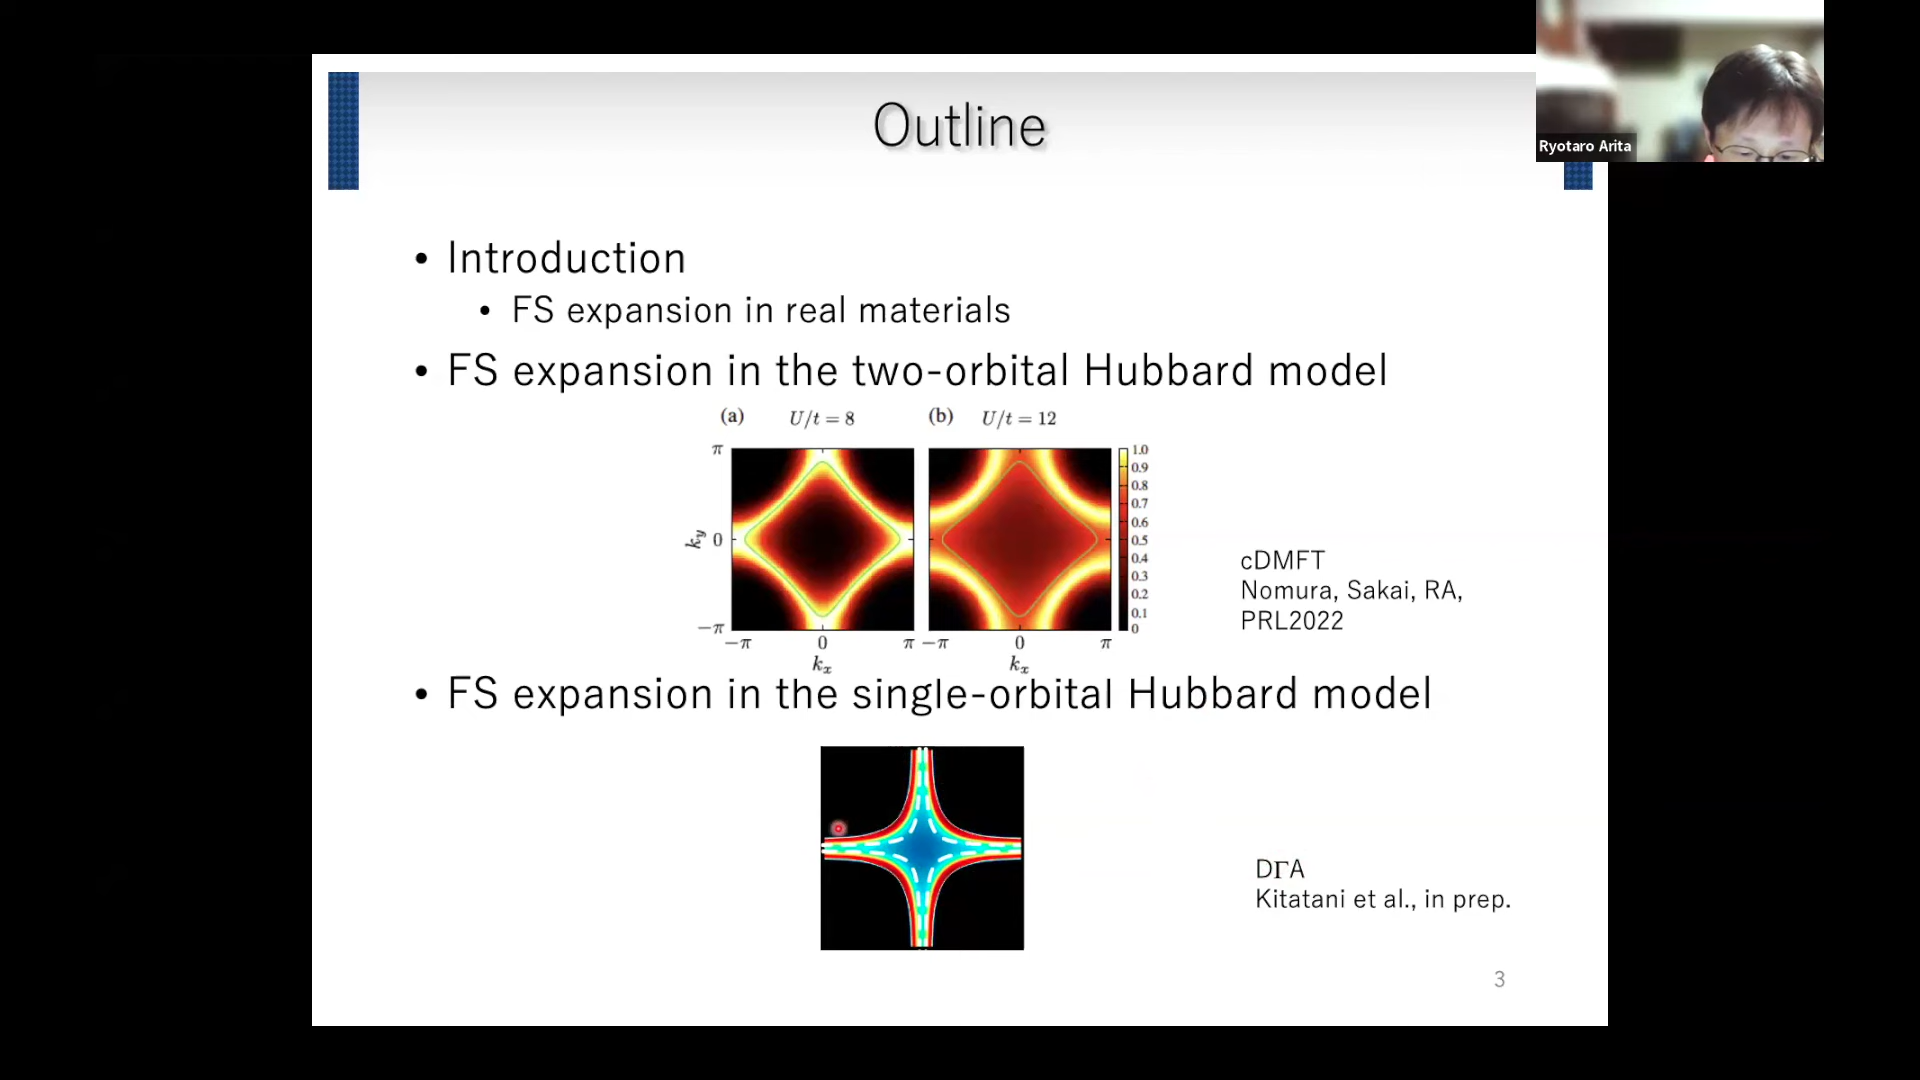 Outline
Ryotaro Arita
• Introduction
• FS expansion in real materials
• FS expansion in the two-orbital Hubbard model
(a) U/t = 8 (b) U/t = 12
π
k_y 0
−π
−π 0 π −π 0 π
k_x k_x
1.0
0.9
0.8
0.7
0.6
0.5
0.4
0.3
0.2
0.1
0
cDMFT
Nomura, Sakai, RA,
PRL2022
• FS expansion in the single-orbital Hubbard model
DΓA
Kitatani et al., in prep.
3